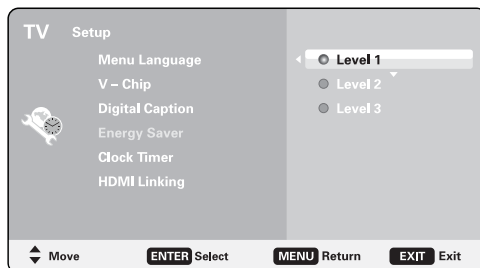 TV Setup
Menu Language
V – Chip
Digital Caption
Energy Saver
Clock Timer
HDMI Linking
Level 1
Level 2
Level 3
Move ENTER Select MENU Return EXIT Exit